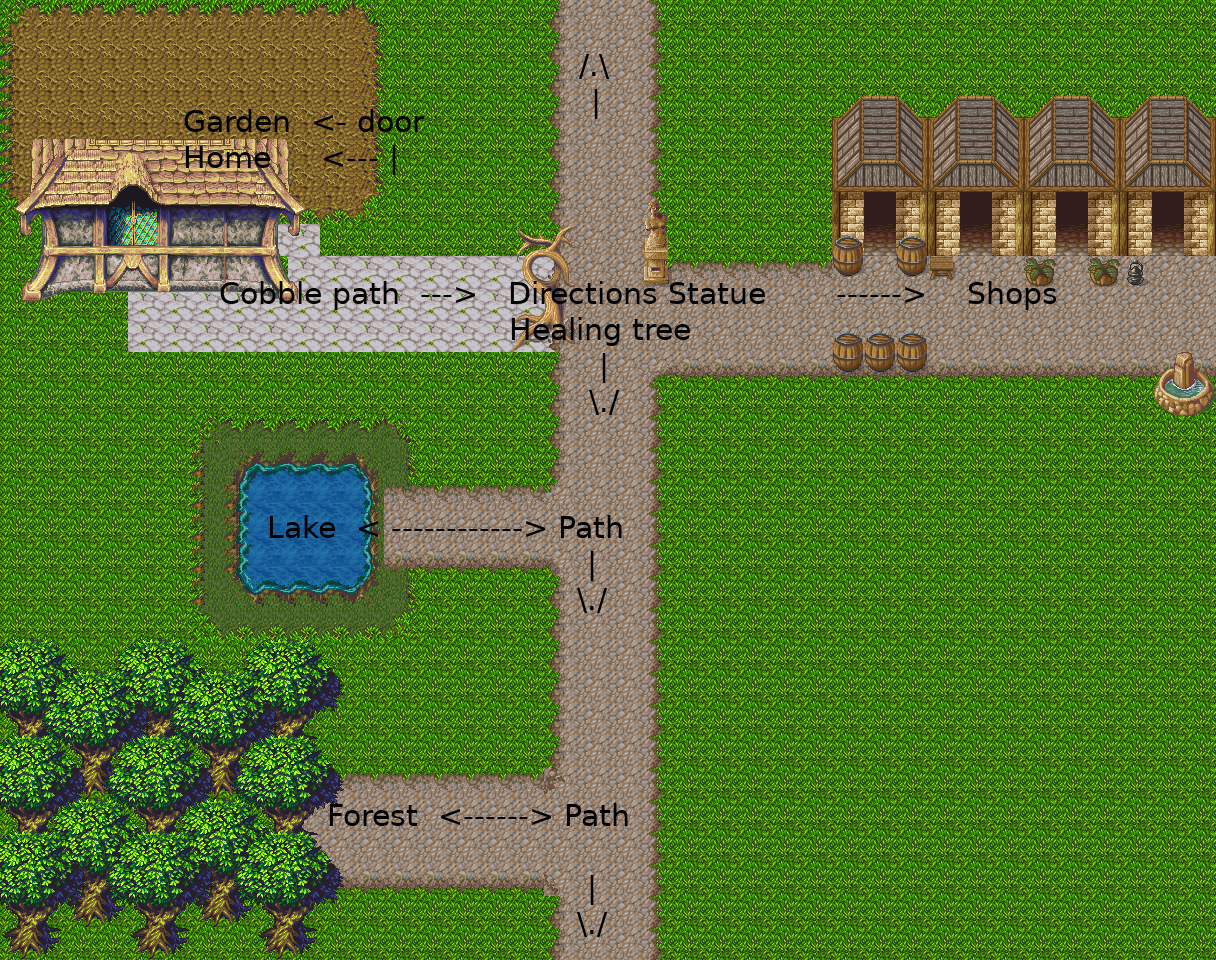 /.\
|
Garden <- door
Home <--- |
Cobble path ---> Directions Statue ------> Shops
Healing tree
|
\./
Lake < ------------> Path
|
\./
Forest <------> Path
|
\./